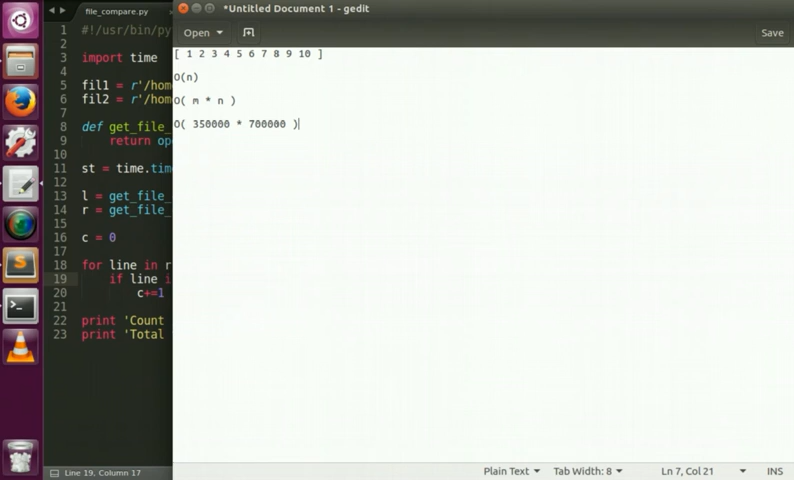 file_compare.py
*Untitled Document 1 - gedit
Open
Save
1 #!/usr/bin/py
2
3 import time
4
5 fil1 = r'/hom
6 fil2 = r'/hom
7
8 def get_file_
9 return op
10
11 st = time.tim
12
13 l = get_file_
14 r = get_file_
15
16 c = 0
17
18 for line in r
19 if line i
20 c+=1
21
22 print 'Count
23 print 'Total
[ 1 2 3 4 5 6 7 8 9 10 ]
O(n)
O( m * n )
O( 350000 * 700000 )
Line 19, Column 17
Plain Text Tab Width: 8 Ln 7, Col 21 INS